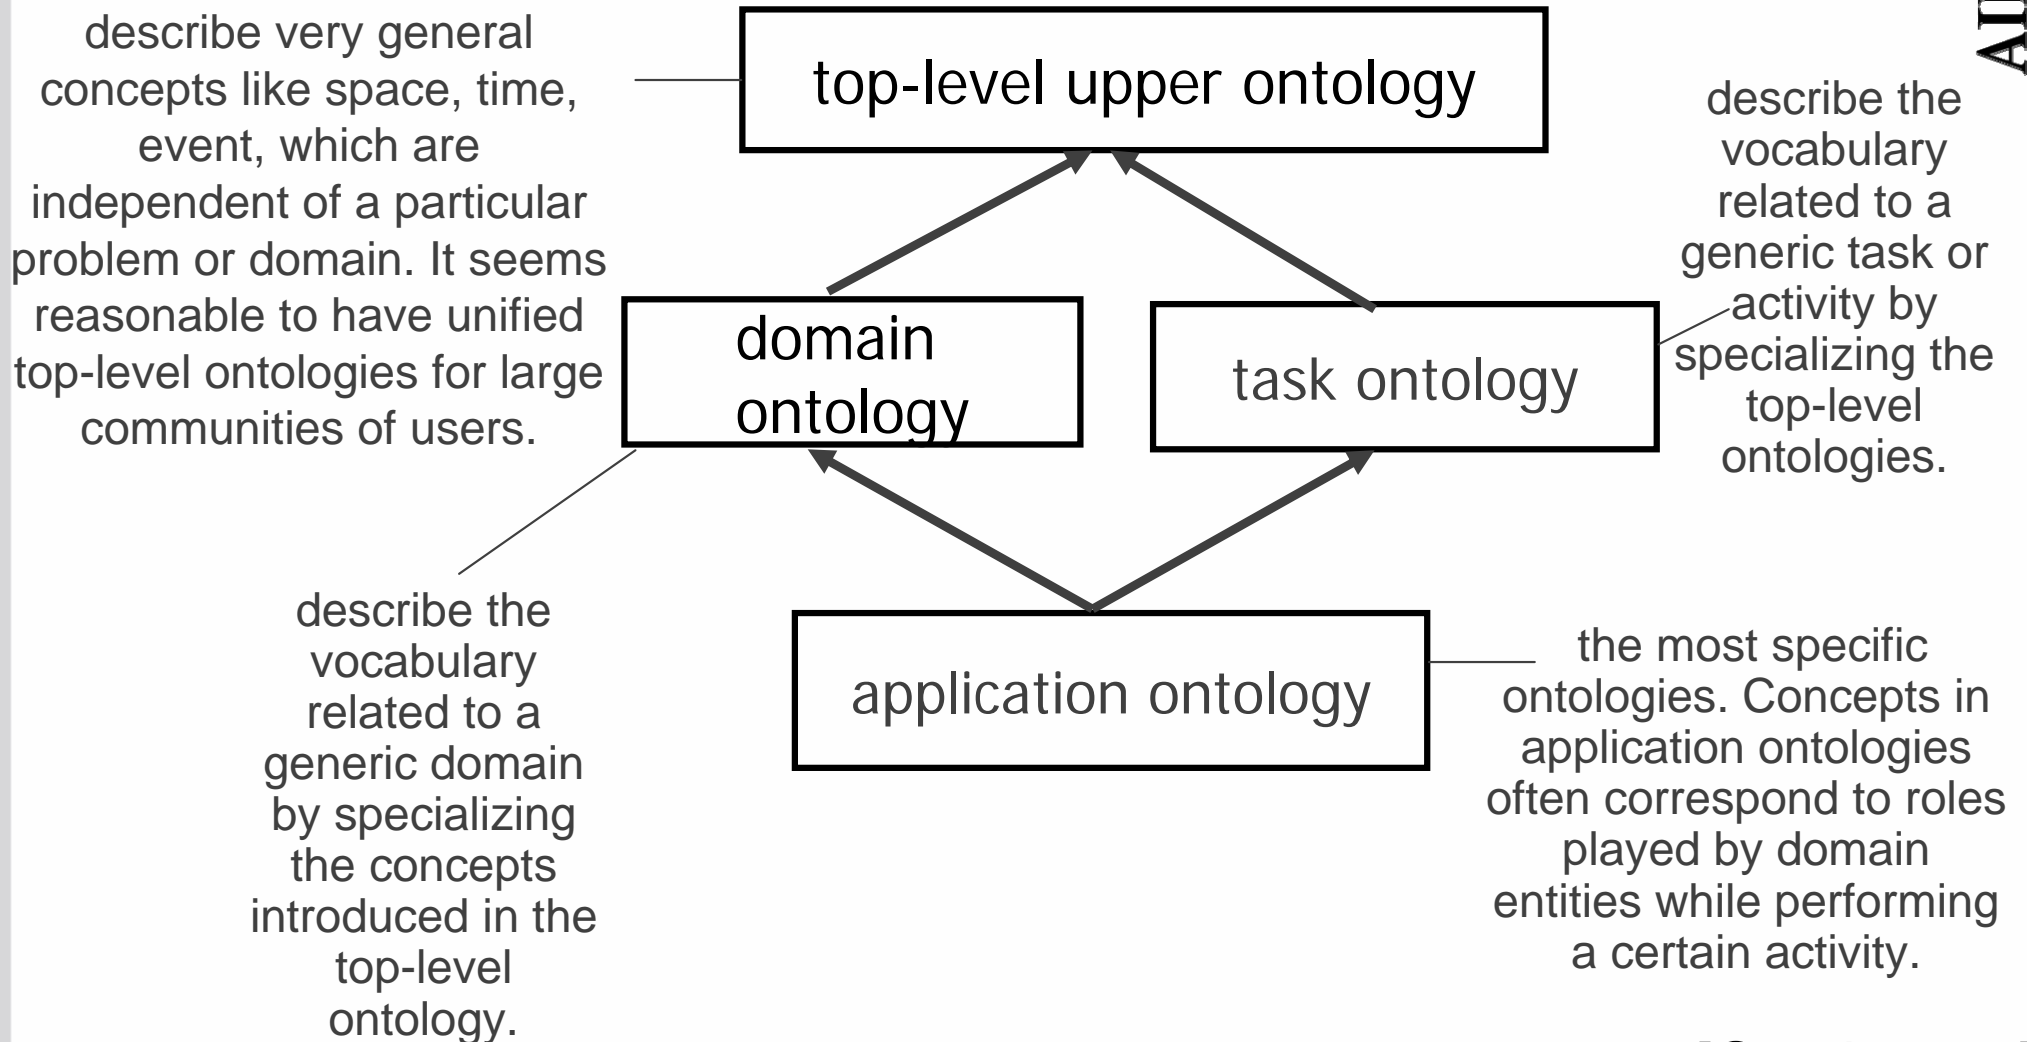 describe very general
concepts like space, time,
event, which are
independent of a particular
problem or domain. It seems
reasonable to have unified
top-level ontologies for large
communities of users.
top-level upper ontology
describe the
vocabulary
related to a
generic task or
activity by
specializing the
top-level
ontologies.
domain
ontology
task ontology
describe the
vocabulary
related to a
generic domain
by specializing
the concepts
introduced in the
top-level
ontology.
application ontology
the most specific
ontologies. Concepts in
application ontologies
often correspond to roles
played by domain
entities while performing
a certain activity.